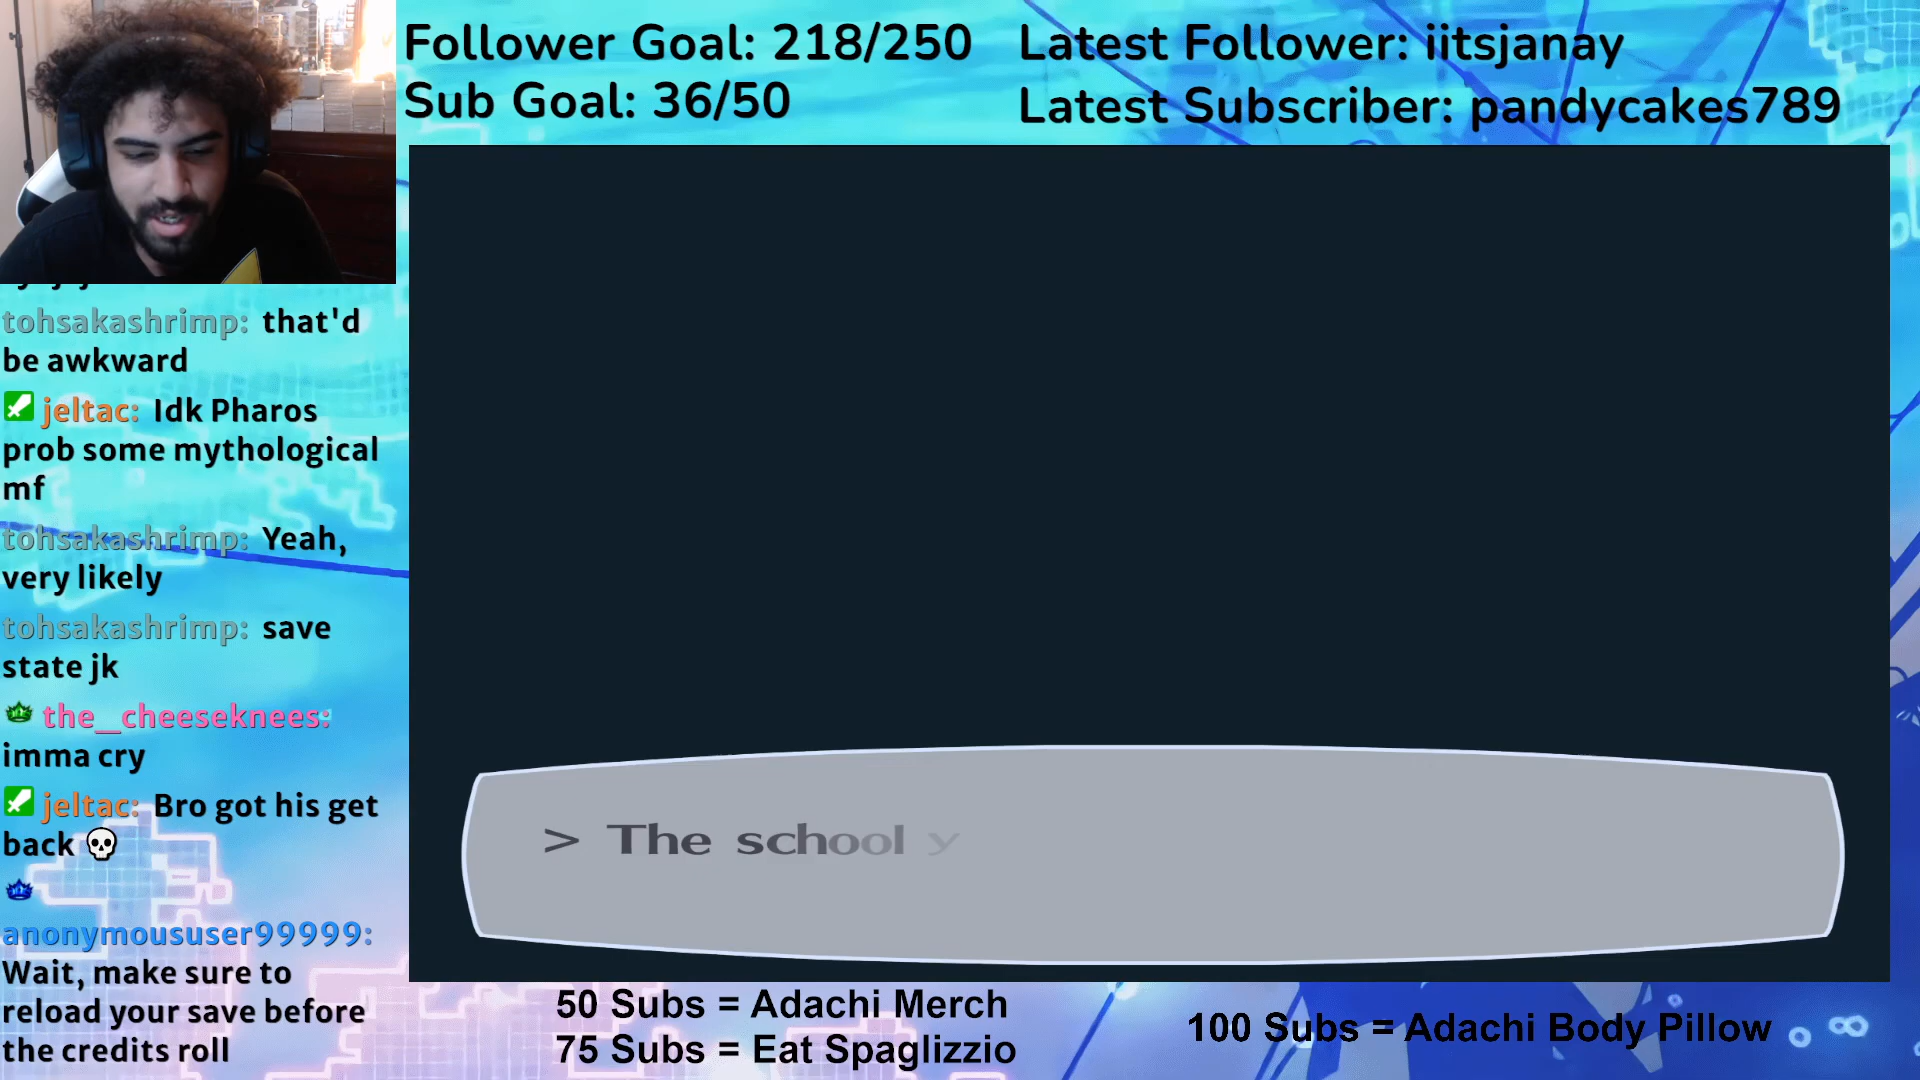 Follower Goal: 218/250
Sub Goal: 36/50
Latest Follower: iitsjanay
Latest Subscriber: pandycakes789
tohsakashrimp: that'd
be awkward
jeltac: Idk Pharos
prob some mythological
mf
tohsakashrimp: Yeah,
very likely
tohsakashrimp: save
state jk
the__cheeseknees:
imma cry
jeltac: Bro got his get
back 💀
anonymoususer99999:
Wait, make sure to
reload your save before
the credits roll
> The school y
50 Subs = Adachi Merch
75 Subs = Eat Spaglizzio
100 Subs = Adachi Body Pillow